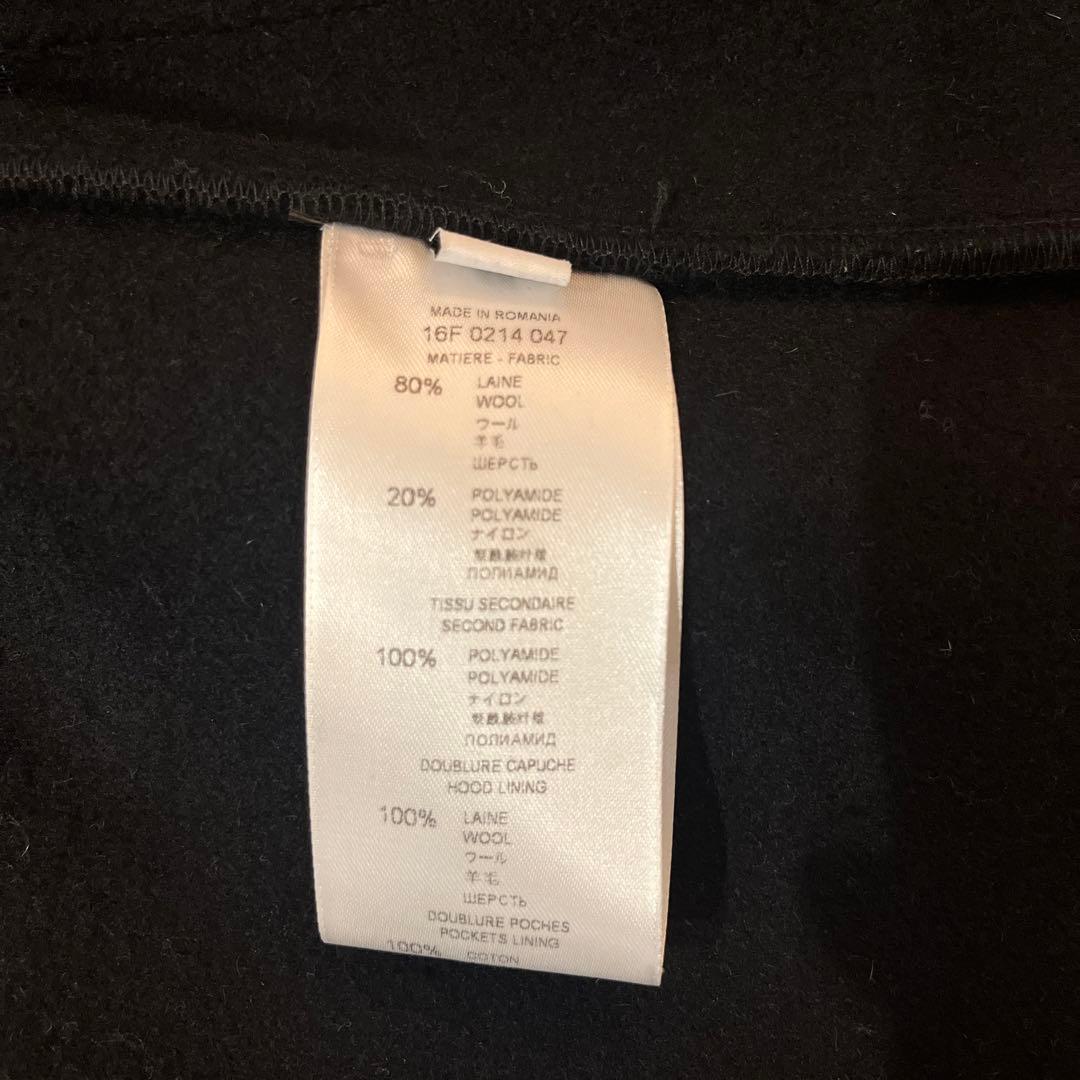 MADE IN ROMANIA
16F 0214 047
MATIERE - FABRIC
80% LAINE
WOOL
ウール
羊毛
ШЕРСТЬ
20% POLYAMIDE
POLYAMIDE
ナイロン
ПОЛИАМИД
TISSU SECONDAIRE
SECOND FABRIC
100% POLYAMIDE
POLYAMIDE
ナイロン
ПОЛИАМИД
DOUBLURE CAPUCHE
HOOD LINING
100% LAINE
WOOL
ウール
羊毛
ШЕРСТЬ
DOUBLURE POCHES
POCKETS LINING
100% COTON